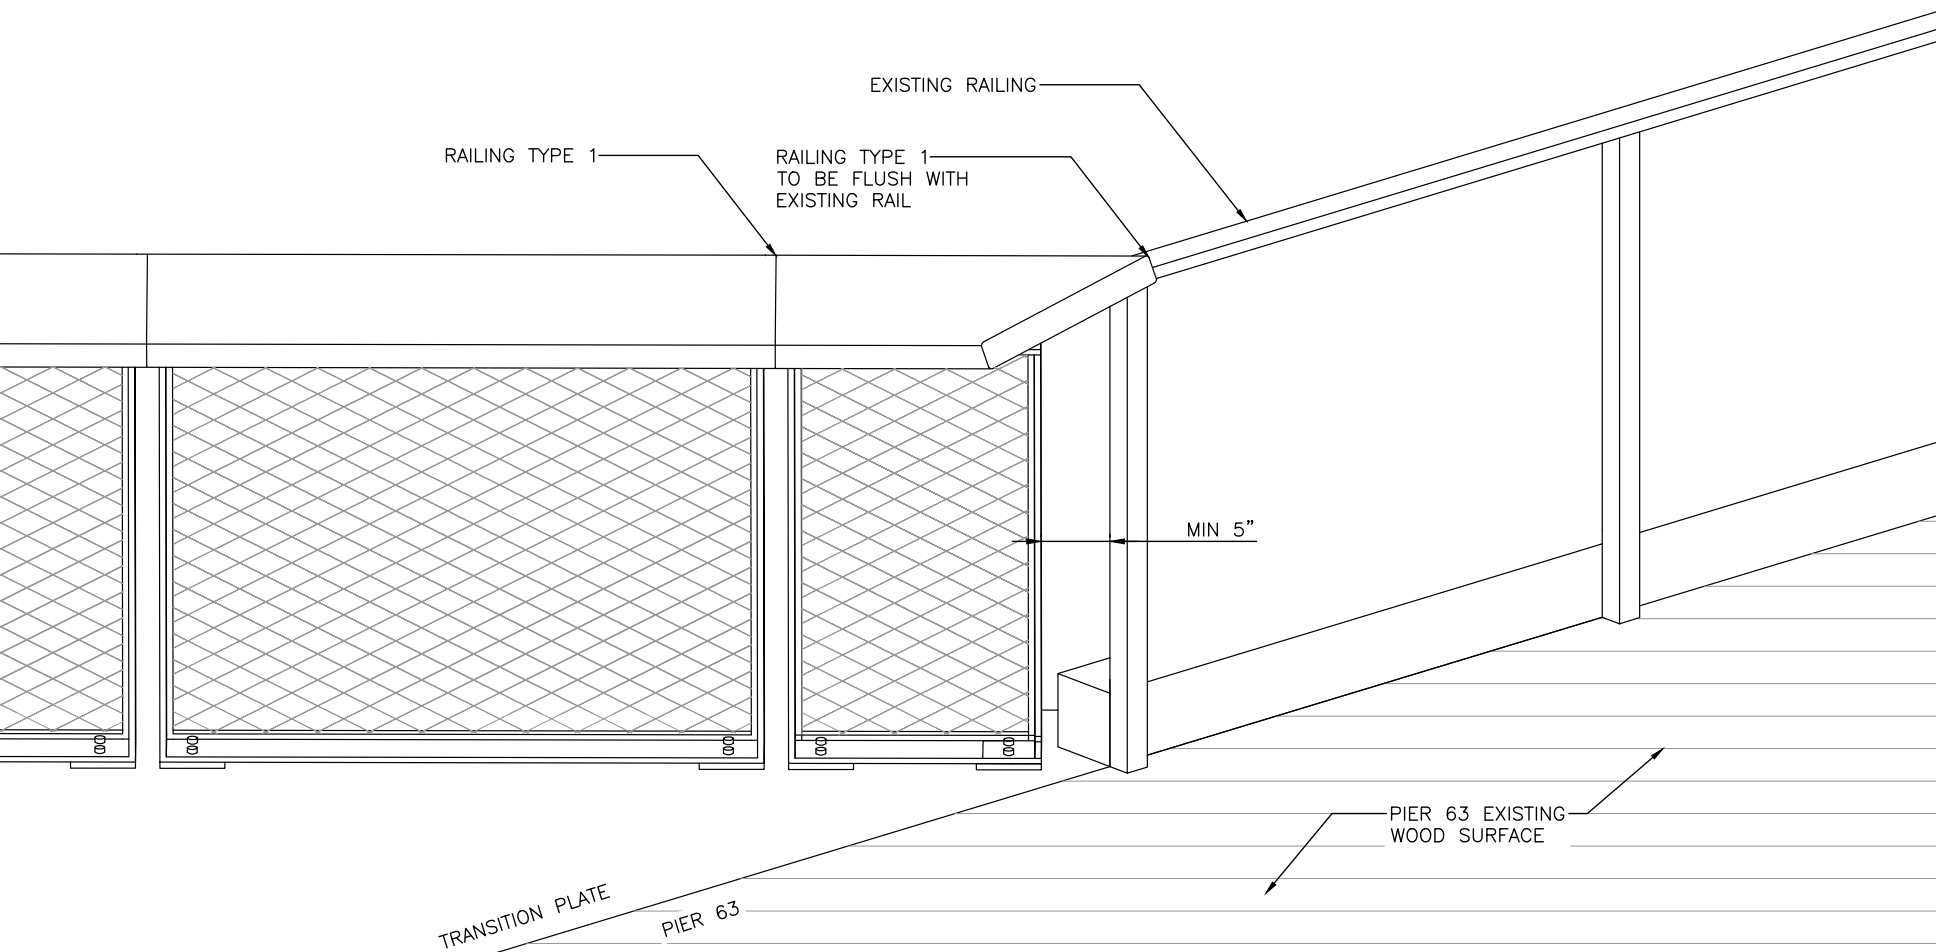 EXISTING RAILING
RAILING TYPE 1
RAILING TYPE 1
TO BE FLUSH WITH
EXISTING RAIL
MIN 5”
PIER 63 EXISTING
WOOD SURFACE
TRANSITION PLATE
PIER 63